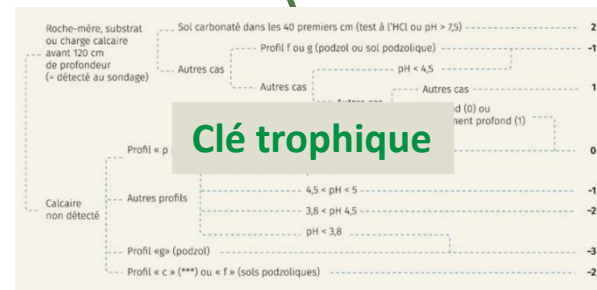 Roche-mère, substrat
ou charge calcaire
avant 120 cm
de profondeur
(= détecté au sondage)
Sol carbonaté dans les 40 premiers cm (test à l'HCl ou pH > 7,5)
2
Profil f ou g (podzol ou sol podzolique)
-1
Autres cas
pH < 4,5
Autres cas
Autres cas
1
(0) ou
profond (1)
Clé trophique
Profil « p
0
4,5 < pH < 5
-1
Autres profils
Calcaire
non détecté
3,8 < pH 4,5
-2
pH < 3,8
Profil «g» (podzol)
-3
Profil « c » (***) ou « f » (sols podzoliques)
-2